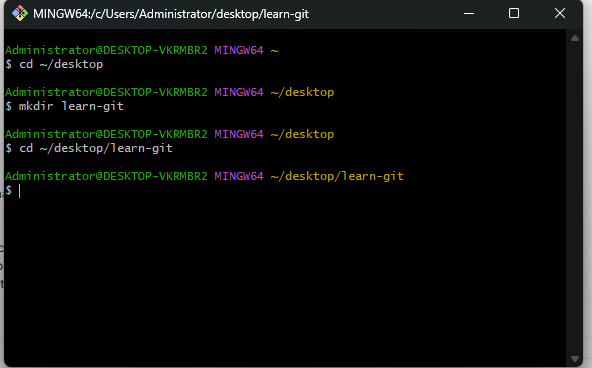 MINGW64:/c/Users/Administrator/desktop/learn-git
Administrator@DESKTOP-VKRMBR2 MINGW64 ~
$ cd ~/desktop
Administrator@DESKTOP-VKRMBR2 MINGW64 ~/desktop
$ mkdir learn-git
Administrator@DESKTOP-VKRMBR2 MINGW64 ~/desktop
$ cd ~/desktop/learn-git
Administrator@DESKTOP-VKRMBR2 MINGW64 ~/desktop/learn-git
$